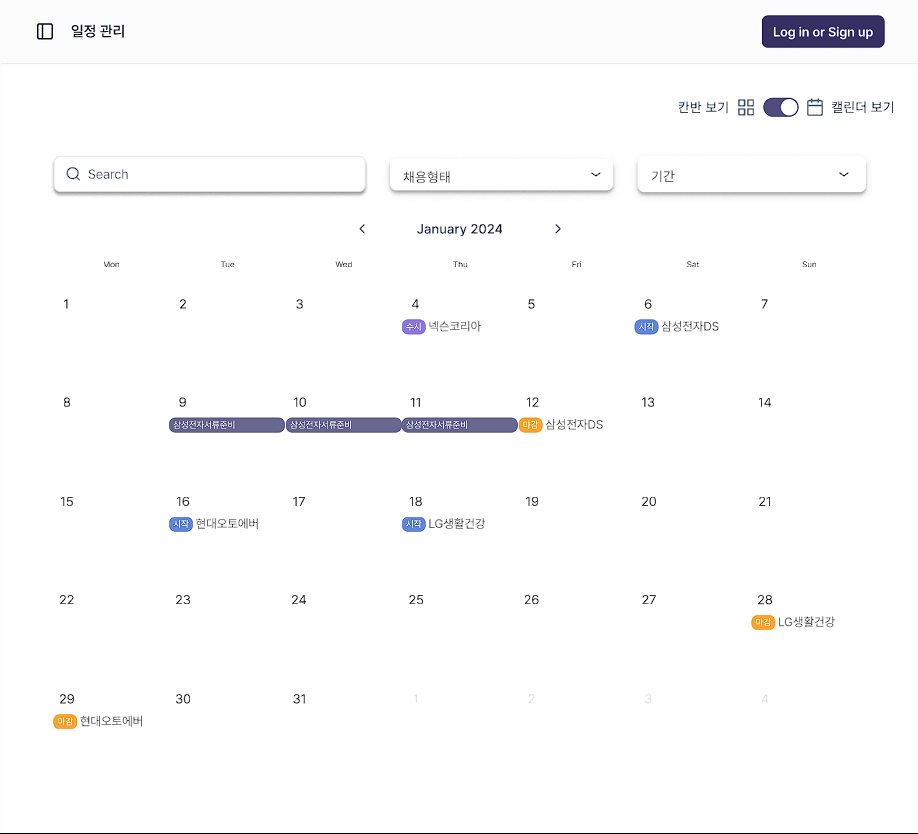 일정 관리
Log in or Sign up
칸반 보기 캘린더 보기
Search 채용형태 기간
January 2024
Mon Tue Wed Thu Fri Sat Sun
1 2 3 4 5 6 7
수시 넥슨코리아 시작 삼성전자DS
8 9 10 11 12 13 14
삼성전자서류준비 삼성전자서류준비 삼성전자서류준비 마감 삼성전자DS
15 16 17 18 19 20 21
시작 현대오토에버 시작 LG생활건강
22 23 24 25 26 27 28
마감 LG생활건강
29 30 31 1 2 3 4
마감 현대오토에버